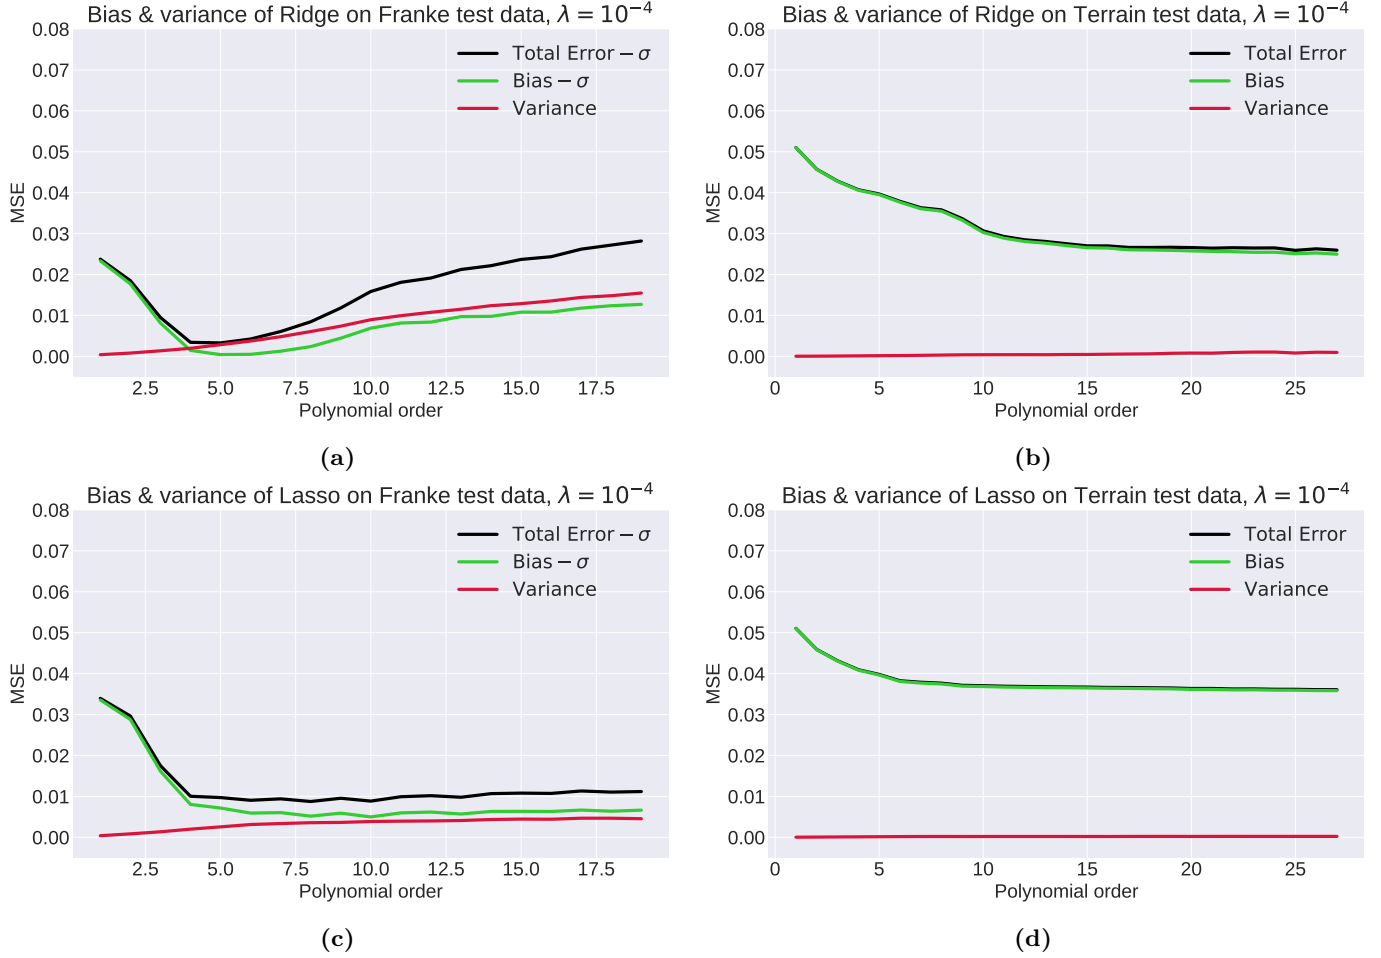 Bias & variance of Ridge on Franke test data, λ = 10⁻⁴
0.08
0.07
0.06
0.05
0.04
0.03
0.02
0.01
0.00
MSE
Total Error − σ
Bias − σ
Variance
2.5 5.0 7.5 10.0 12.5 15.0 17.5
Polynomial order
(a)
Bias & variance of Ridge on Terrain test data, λ = 10⁻⁴
0.08
0.07
0.06
0.05
0.04
0.03
0.02
0.01
0.00
MSE
Total Error
Bias
Variance
0 5 10 15 20 25
Polynomial order
(b)
Bias & variance of Lasso on Franke test data, λ = 10⁻⁴
0.08
0.07
0.06
0.05
0.04
0.03
0.02
0.01
0.00
MSE
Total Error − σ
Bias − σ
Variance
2.5 5.0 7.5 10.0 12.5 15.0 17.5
Polynomial order
(c)
Bias & variance of Lasso on Terrain test data, λ = 10⁻⁴
0.08
0.07
0.06
0.05
0.04
0.03
0.02
0.01
0.00
MSE
Total Error
Bias
Variance
0 5 10 15 20 25
Polynomial order
(d)